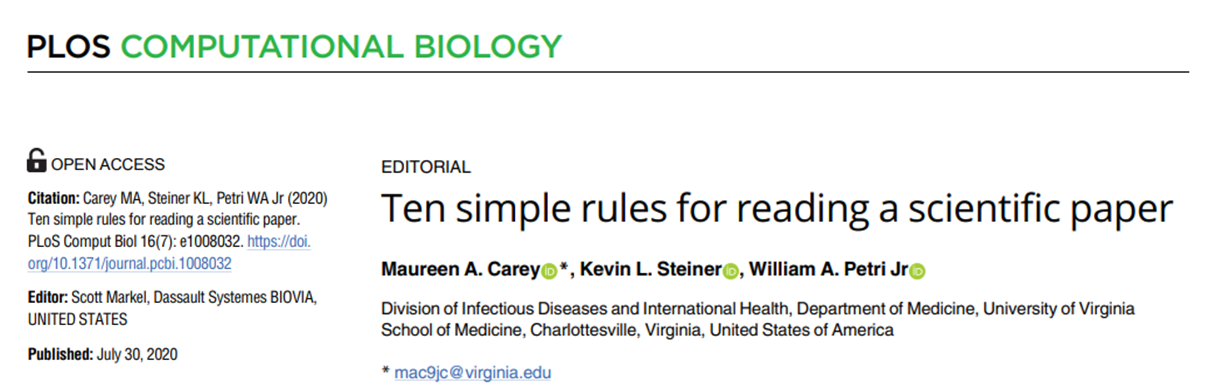 PLOS COMPUTATIONAL BIOLOGY
OPEN ACCESS
Citation: Carey MA, Steiner KL, Petri WA Jr (2020)
Ten simple rules for reading a scientific paper.
PLoS Comput Biol 16(7): e1008032. https://doi.
org/10.1371/journal.pcbi.1008032
Editor: Scott Markel, Dassault Systemes BIOVIA,
UNITED STATES
Published: July 30, 2020
EDITORIAL
Ten simple rules for reading a scientific paper
Maureen A. Carey iD *, Kevin L. Steiner iD, William A. Petri Jr iD
Division of Infectious Diseases and International Health, Department of Medicine, University of Virginia
School of Medicine, Charlottesville, Virginia, United States of America
* mac9jc@virginia.edu